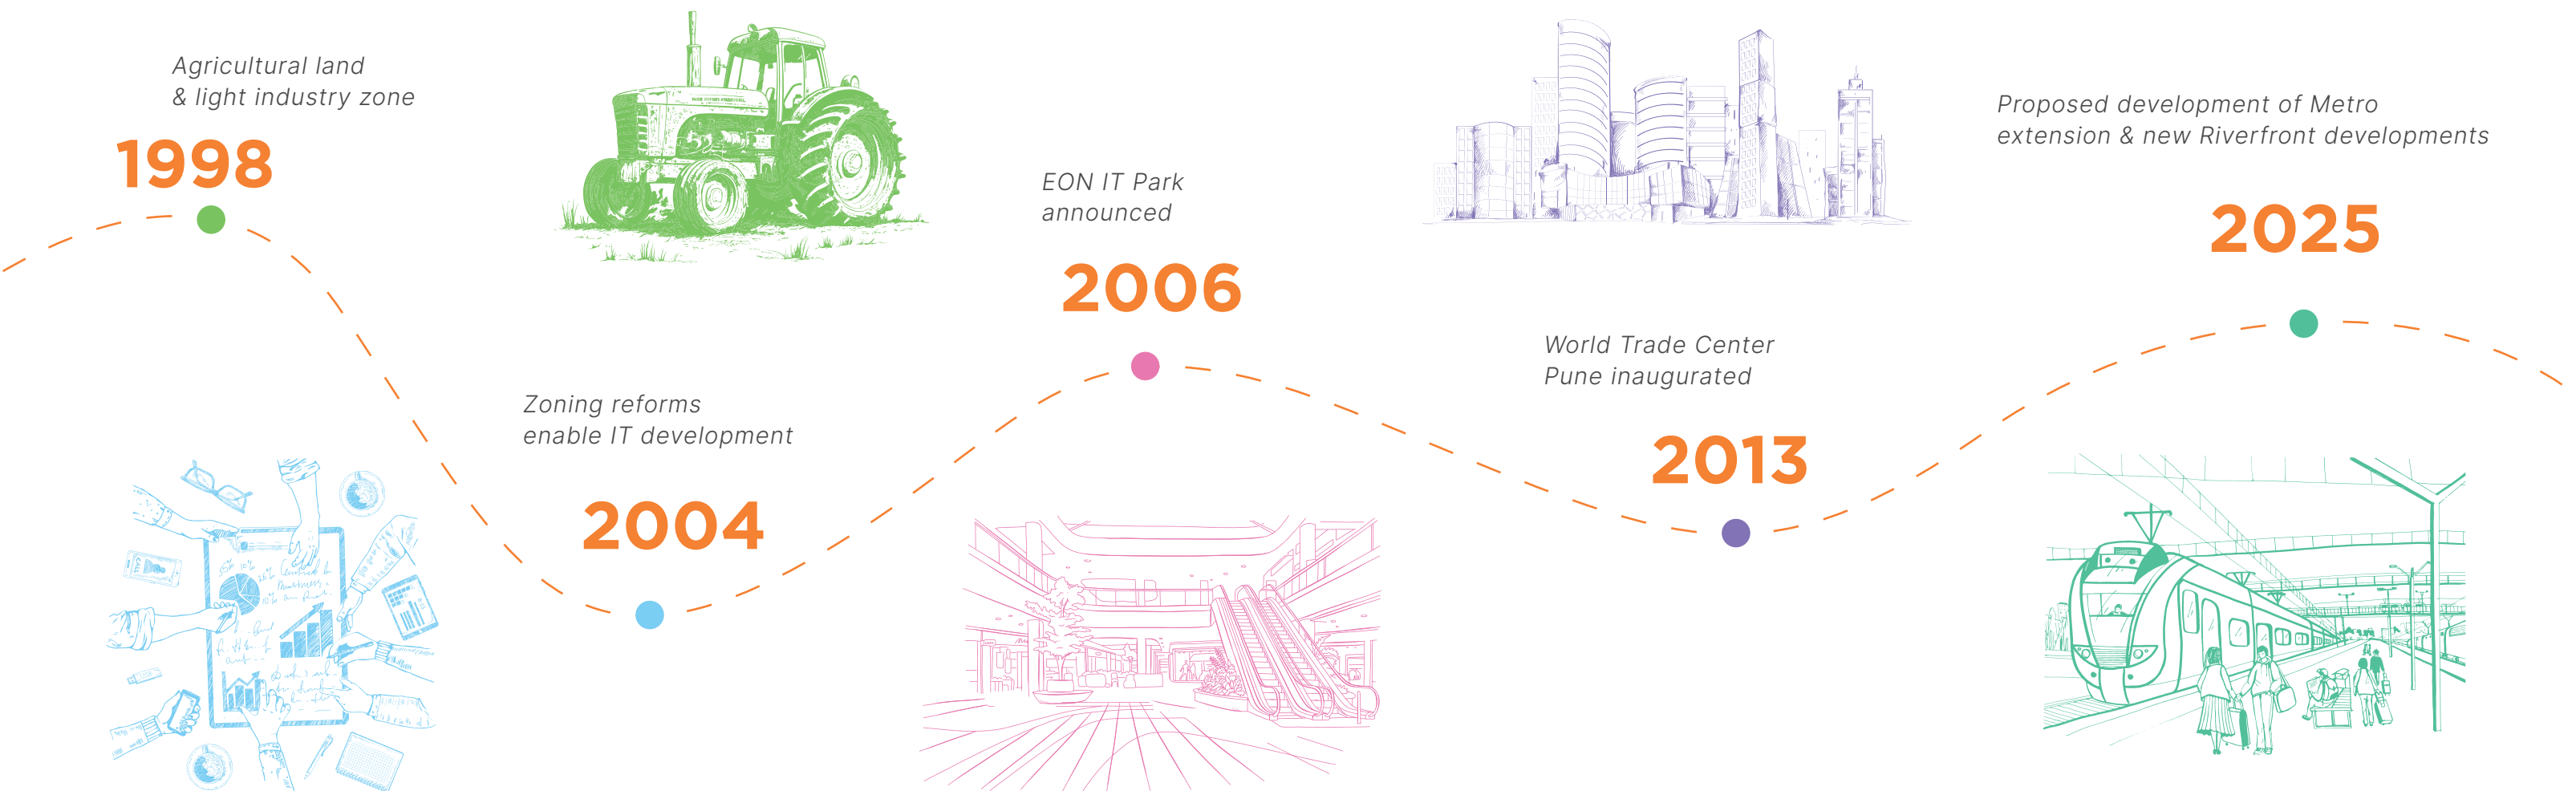 Agricultural land
& light industry zone
1998
Zoning reforms
enable IT development
2004
EON IT Park
announced
2006
World Trade Center
Pune inaugurated
2013
Proposed development of Metro
extension & new Riverfront developments
2025